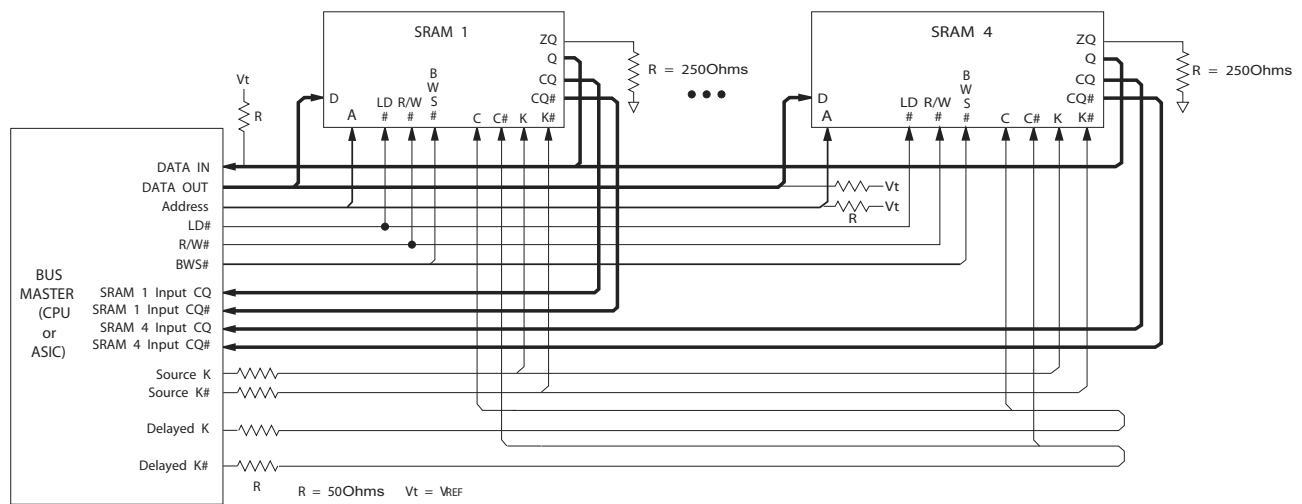 SRAM 1
ZQ
Q
CQ
CQ#
D
A
LD
#
R/W
#
B
W
S
#
C
C#
K
K#
R = 250Ohms
SRAM 4
ZQ
Q
CQ
CQ#
D
A
LD
#
R/W
#
B
W
S
#
C
C#
K
K#
R = 250Ohms
Vt
R
DATA IN
DATA OUT
Vt
Address
Vt
R
LD#
R/W#
BWS#
BUS
MASTER
(CPU
or
ASIC)
SRAM 1 Input CQ
SRAM 1 Input CQ#
SRAM 4 Input CQ
SRAM 4 Input CQ#
Source K
Source K#
Delayed K
Delayed K#
R
R = 50Ohms Vt = VREF